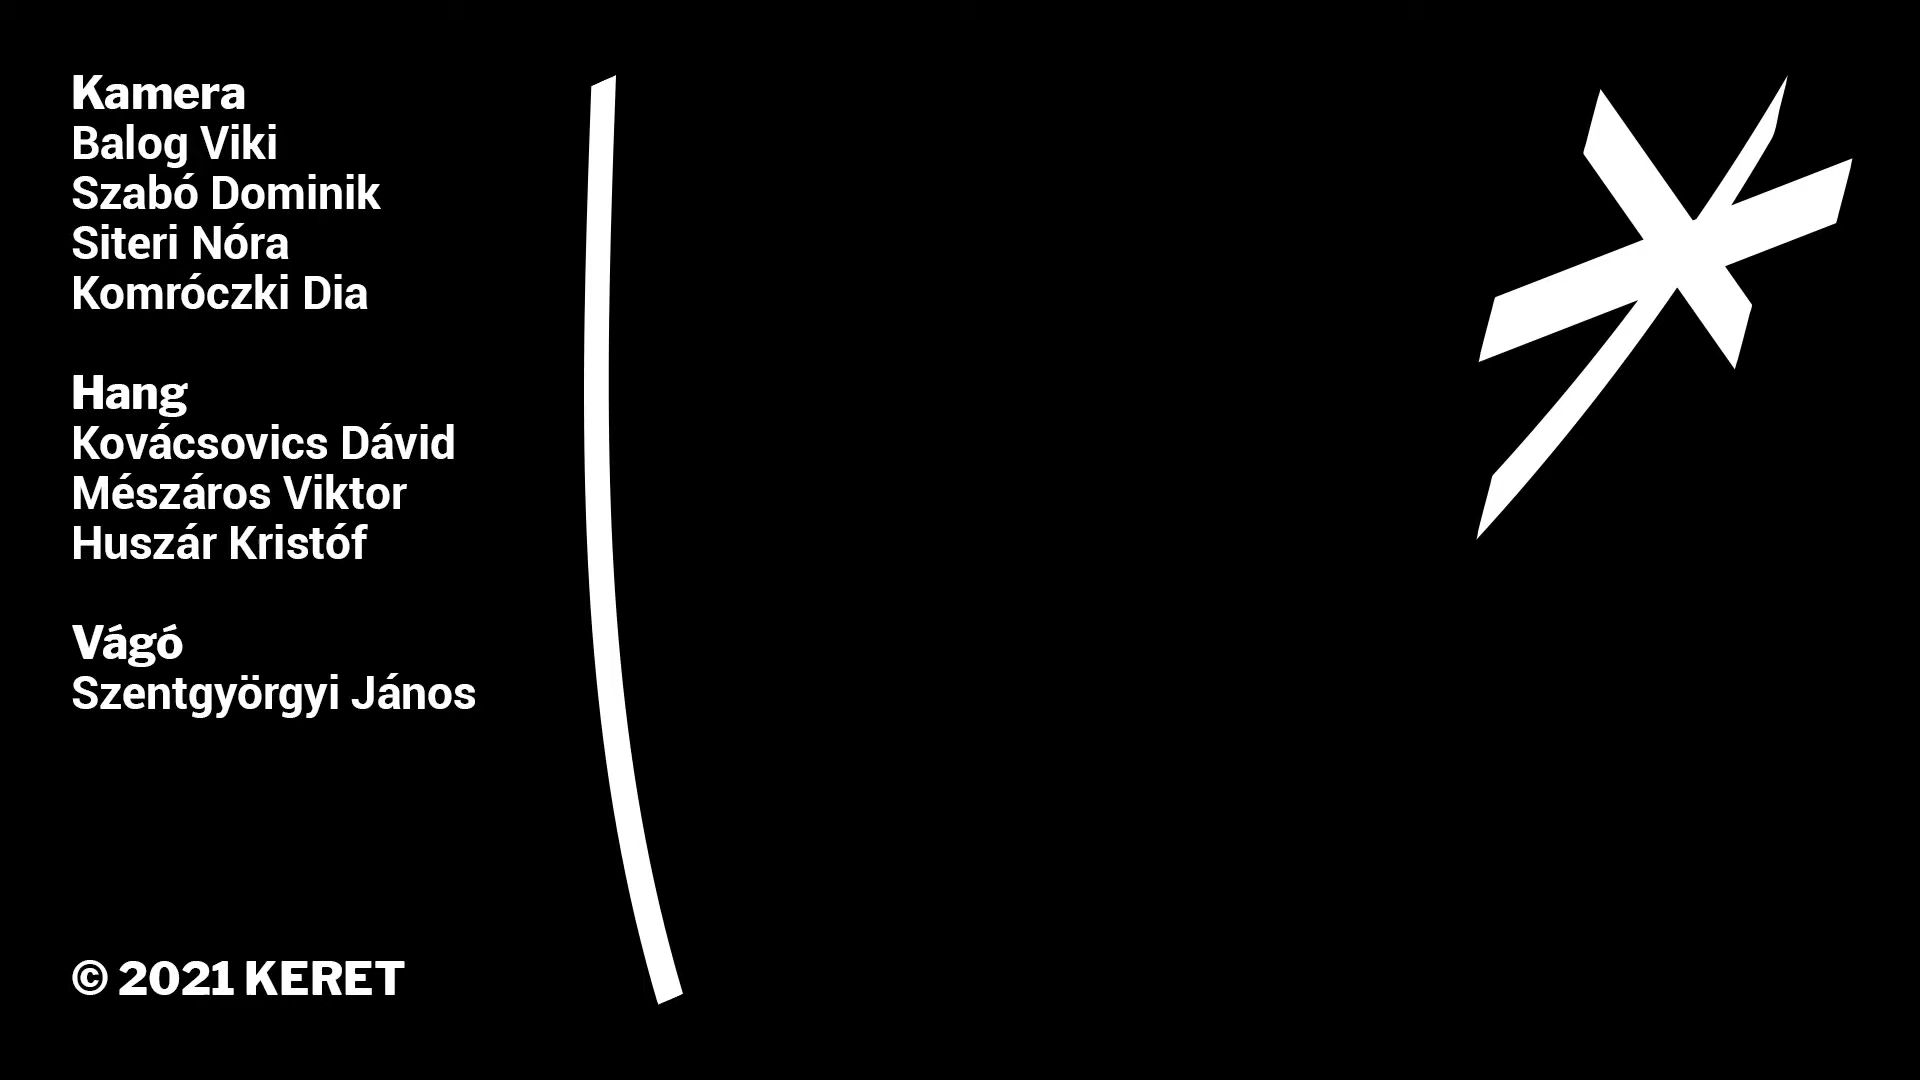 Kamera
Balog Viki
Szabó Dominik
Siteri Nóra
Komróczki Dia
Hang
Kovácsovics Dávid
Mészáros Viktor
Huszár Kristóf
Vágó
Szentgyörgyi János
© 2021 KERET